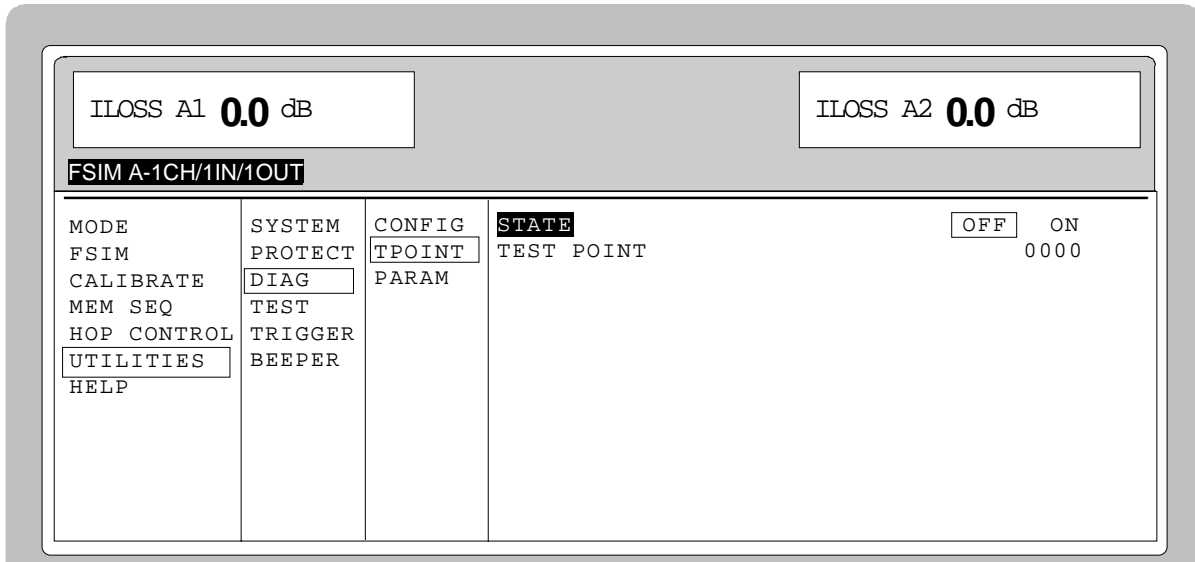 ILOSS A1 0.0 dB
ILOSS A2 0.0 dB
FSIM A-1CH/1IN/1OUT
MODE
FSIM
CALIBRATE
MEM SEQ
HOP CONTROL
UTILITIES
HELP
SYSTEM
PROTECT
DIAG
TEST
TRIGGER
BEEPER
CONFIG
TPOINT
PARAM
STATE OFF ON
TEST POINT 0000